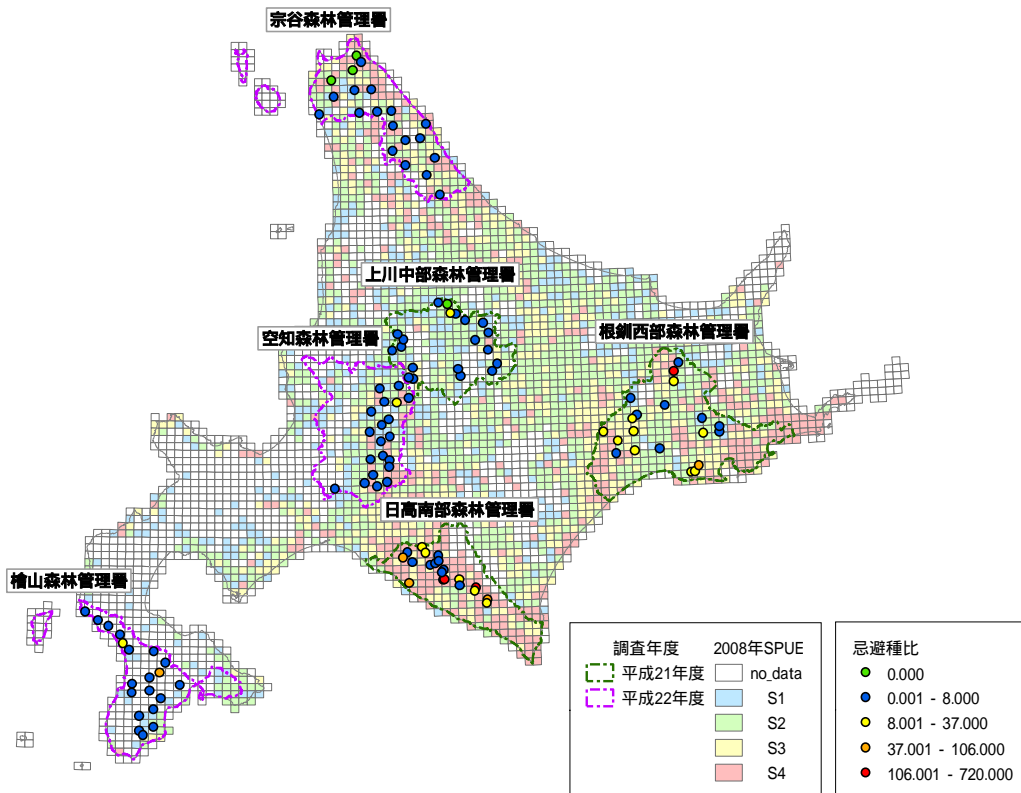 宗谷森林管理署
上川中部森林管理署
空知森林管理署
根釧西部森林管理署
日高南部森林管理署
檜山森林管理署
調査年度
平成21年度
平成22年度
2008年SPUE
no_data
S1
S2
S3
S4
忌避種比
0.000
0.001 - 8.000
8.001 - 37.000
37.001 - 106.000
106.001 - 720.000